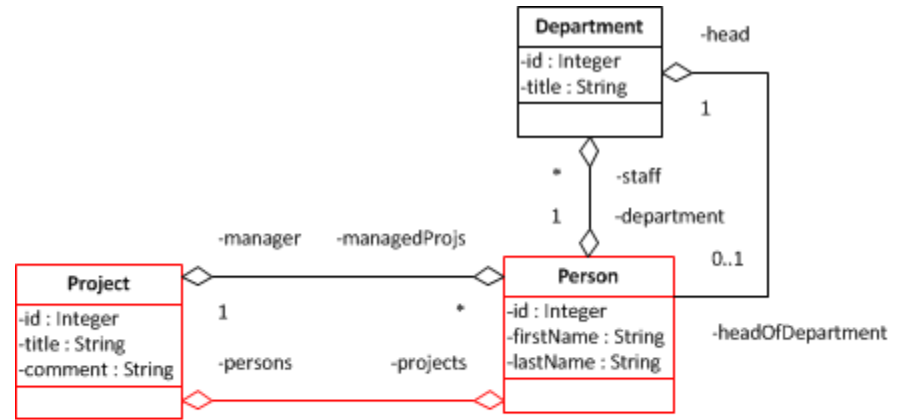 Department
-id : Integer
-title : String
-head
1
*
-staff
1
-department
-manager
-managedProjs
1
*
0..1
-headOfDepartment
Project
-id : Integer
-title : String
-comment : String
-persons
-projects
Person
-id : Integer
-firstName : String
-lastName : String